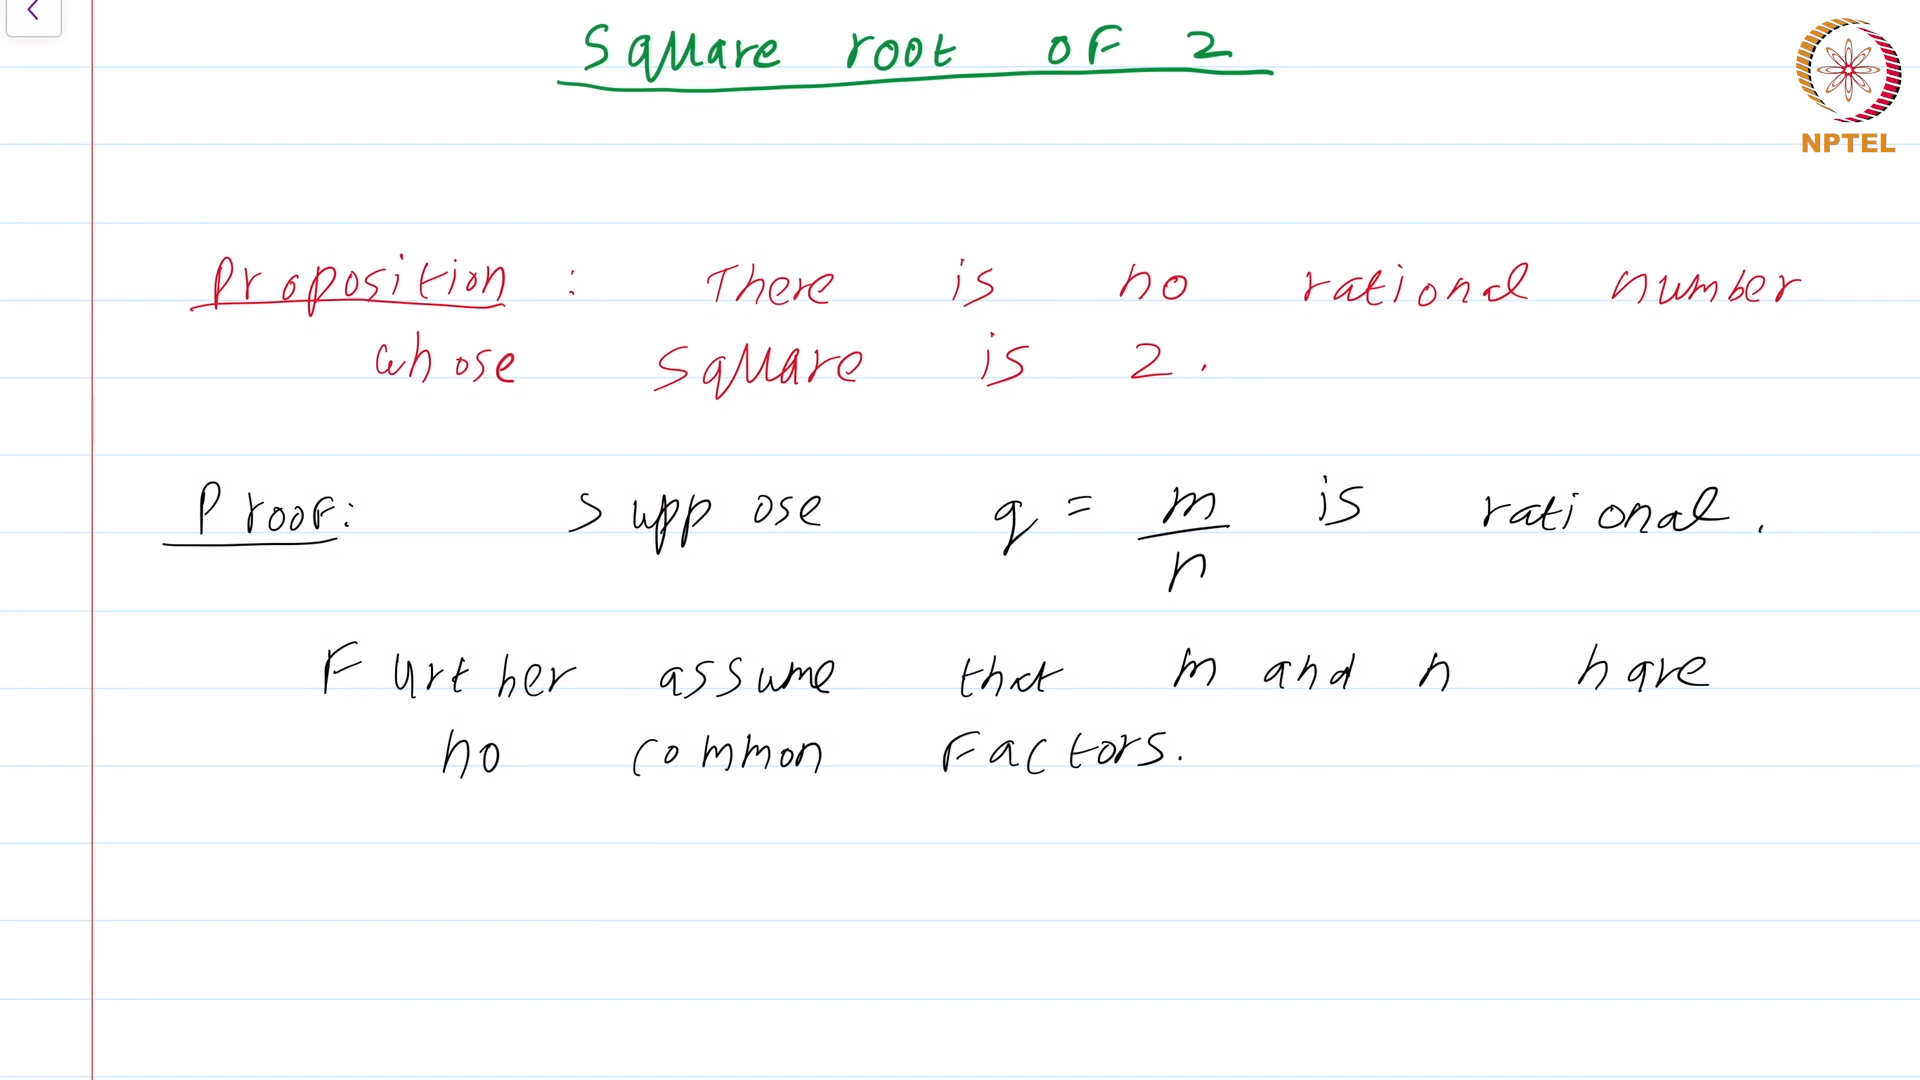 Square root of 2
NPTEL
Proposition : There is no rational number
whose square is 2.
Proof: Suppose q = m/n is rational.
Further assume that m and n have
no common factors.